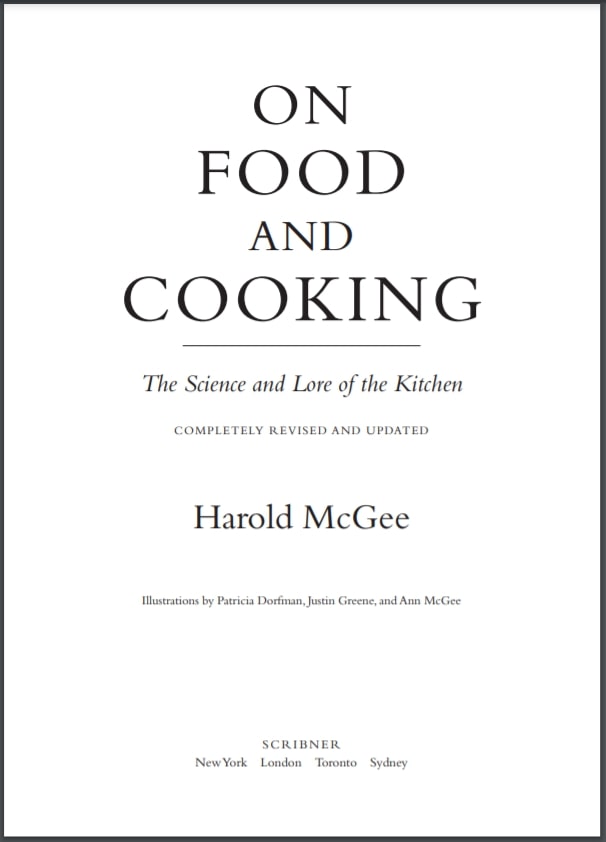 ON
FOOD
AND
COOKING
The Science and Lore of the Kitchen
COMPLETELY REVISED AND UPDATED
Harold McGee
Illustrations by Patricia Dorfman, Justin Greene, and Ann McGee
SCRIBNER
New York London Toronto Sydney